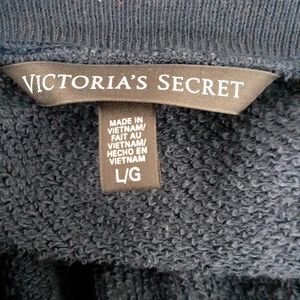 VICTORIA'S SECRET
MADE IN
VIETNAM/
FAIT AU
VIETNAM/
HECHO EN
VIETNAM
L/G